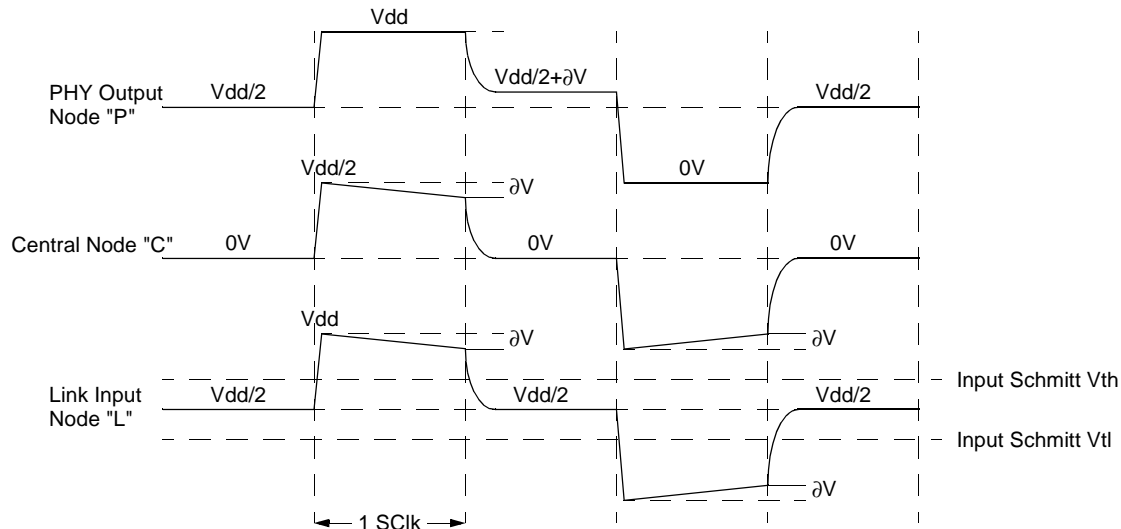 Vdd
PHY Output
Node "P"
Vdd/2
Vdd/2+∂V
0V
Vdd/2
Vdd/2
∂V
Central Node "C"
0V
0V
0V
∂V
Vdd
∂V
Link Input
Node "L"
Vdd/2
Vdd/2
Vdd/2
Input Schmitt Vth
Input Schmitt Vtl
∂V
1 SClk